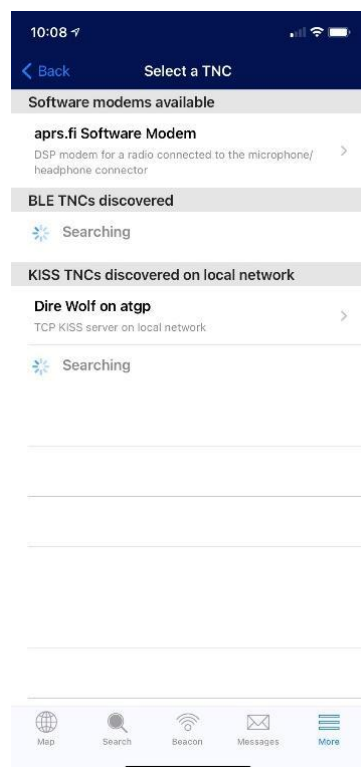 10:08
Back
Select a TNC
Software modems available
aprs.fi Software Modem
DSP modem for a radio connected to the microphone/
headphone connector
BLE TNCs discovered
Searching
KISS TNCs discovered on local network
Dire Wolf on atgp
TCP KISS server on local network
Searching
Map
Search
Beacon
Messages
More